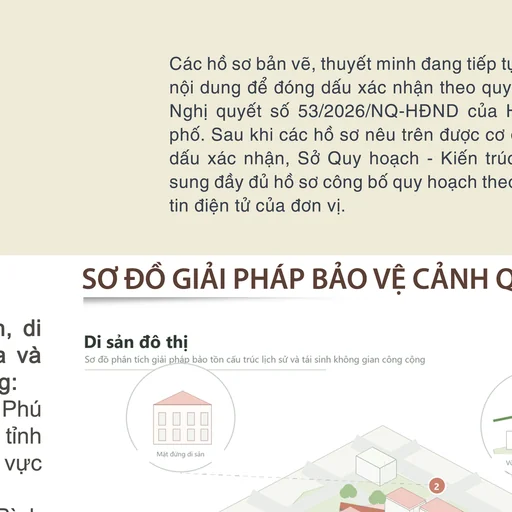 Các hồ sơ bản vẽ, thuyết minh đang tiếp tụ
nội dung để đóng dấu xác nhận theo quy
Nghị quyết số 53/2026/NQ-HĐND của H
phố. Sau khi các hồ sơ nêu trên được cơ
dấu xác nhận, Sở Quy hoạch - Kiến trúc
sung đầy đủ hồ sơ công bố quy hoạch theo
tin điện tử của đơn vị.
SƠ ĐỒ GIẢI PHÁP BẢO VỆ CẢNH Q
, di
a và
g:
Phú
tỉnh
vực
Di sản đô thị
Sơ đồ phân tích giải pháp bảo tồn cấu trúc lịch sử và tái sinh không gian công cộng
Mặt đứng di sản
2